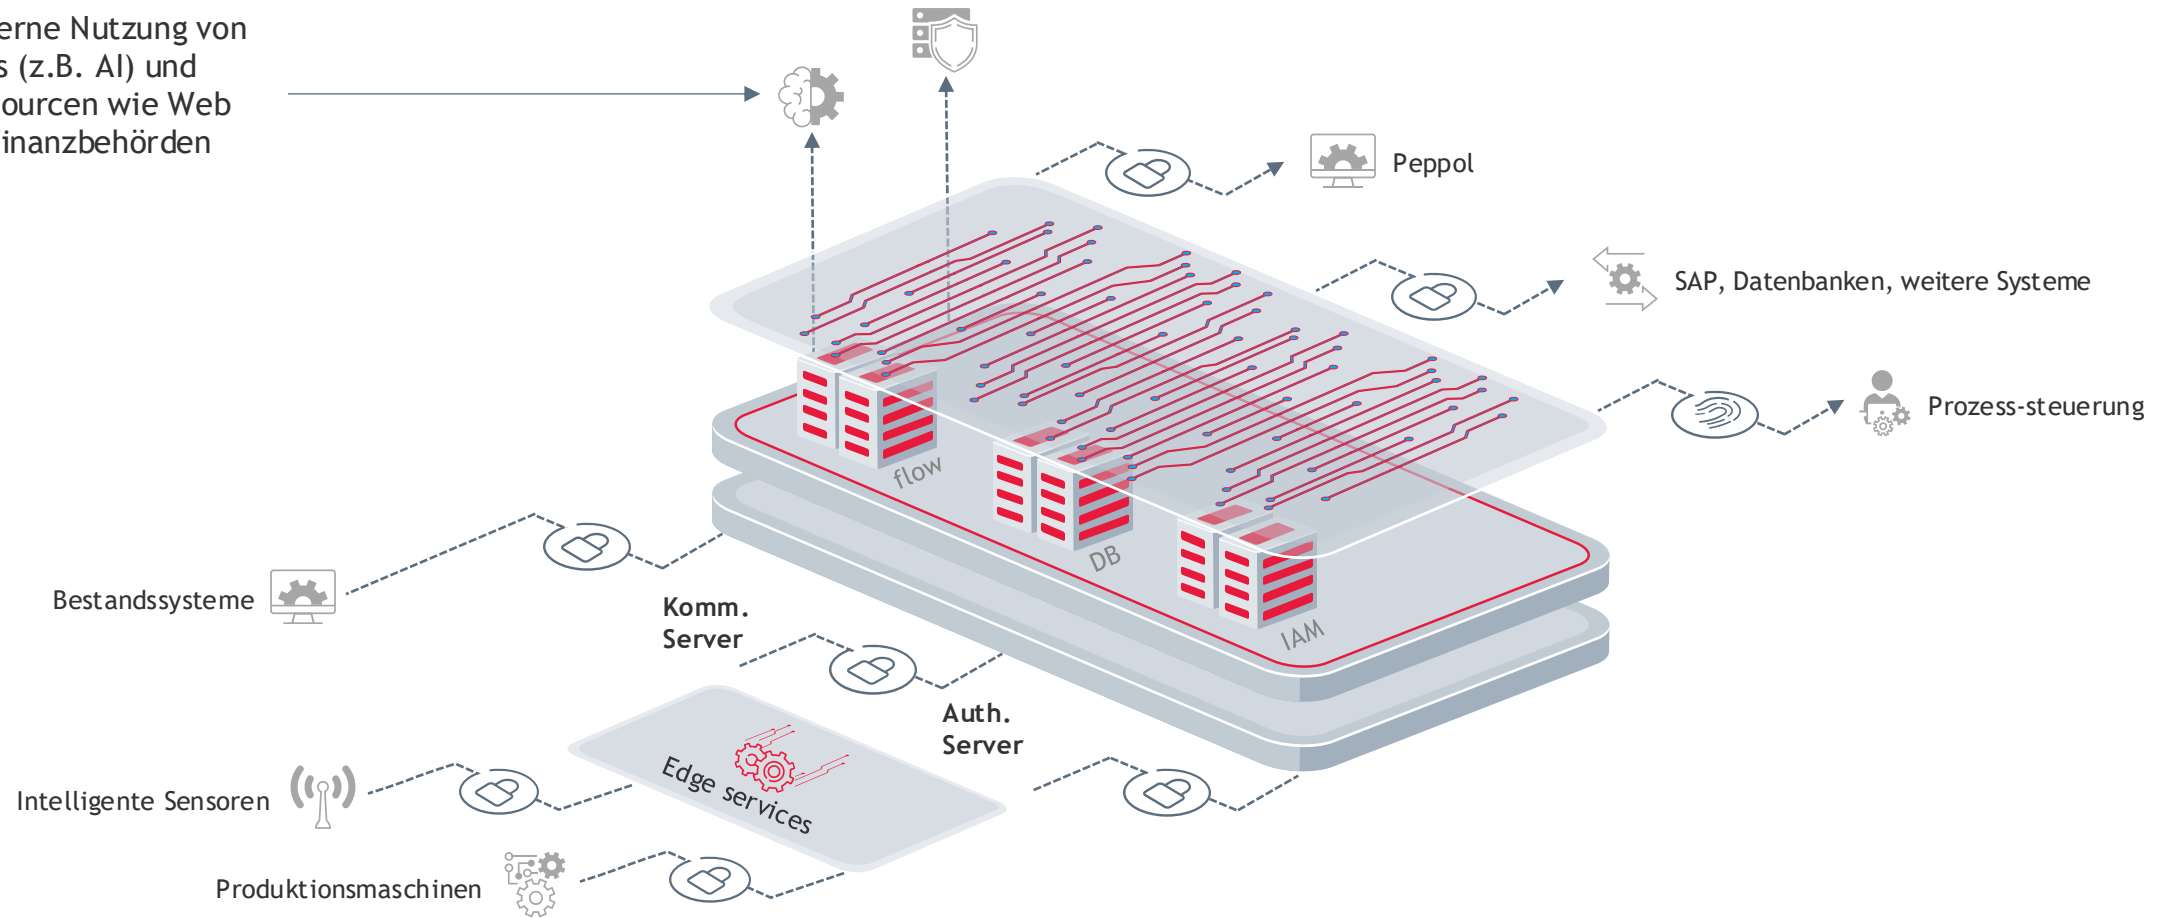 erne Nutzung von
s (z.B. AI) und
ourcen wie Web
inanzbehörden
Peppol
SAP, Datenbanken, weitere Systeme
Prozess-steuerung
flow
DB
IAM
Bestandssysteme
Komm.
Server
Auth.
Server
Edge services
Intelligente Sensoren
Produktionsmaschinen